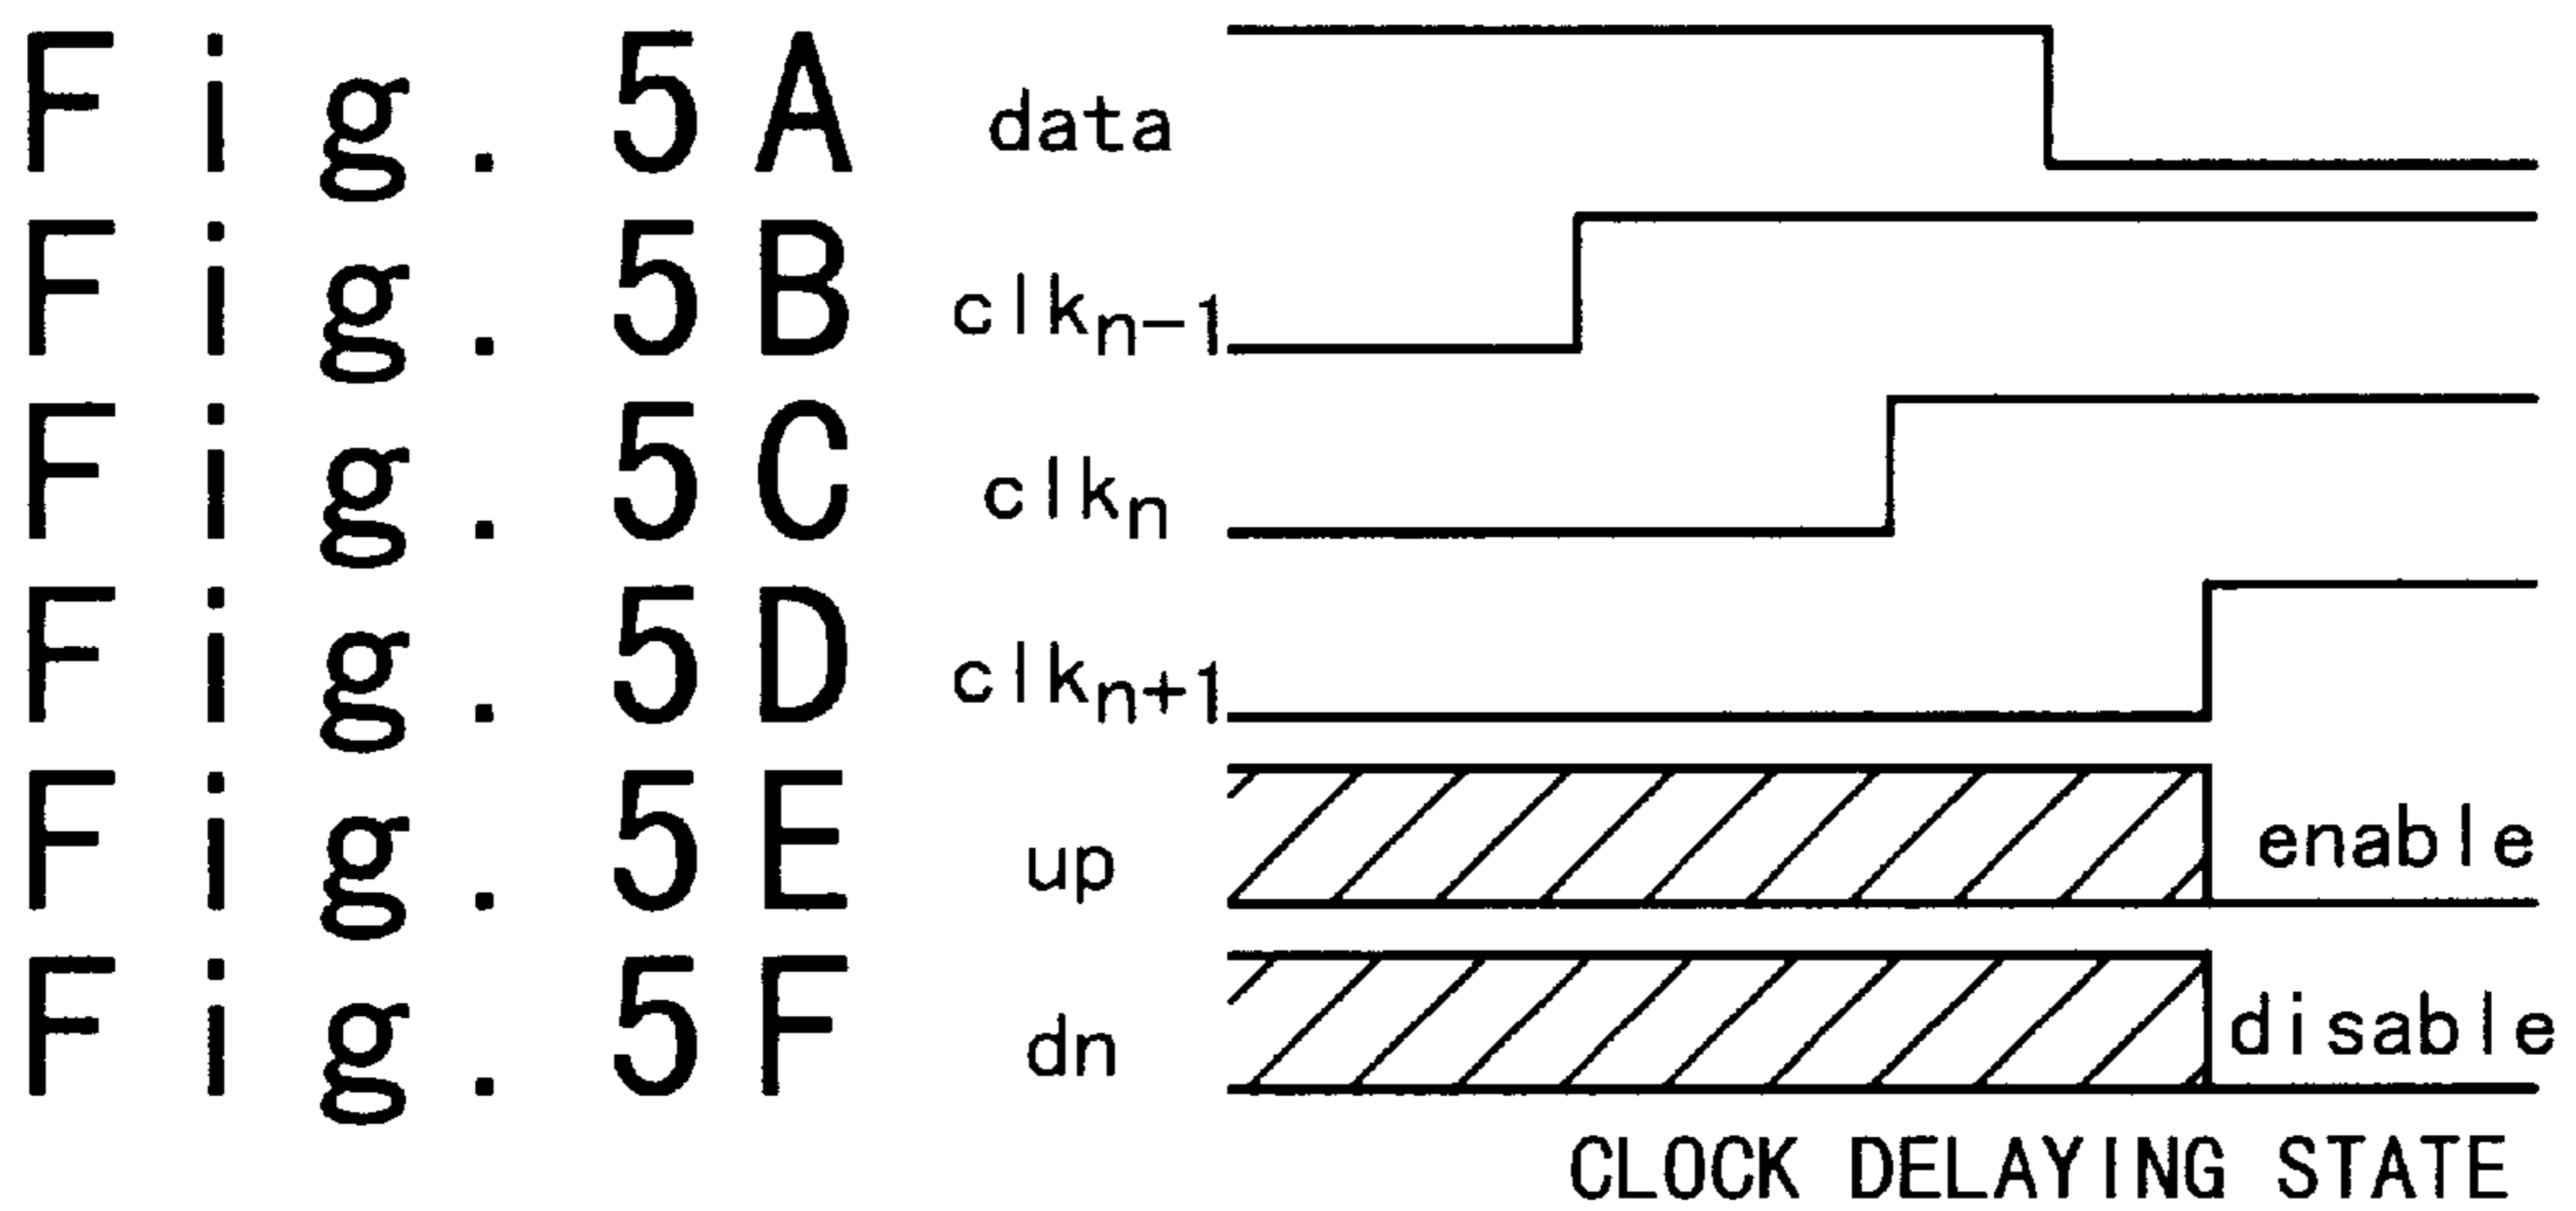 Fig. 5A data
Fig. 5B clkn-1
Fig. 5C clkn
Fig. 5D clkn+1
Fig. 5E up enable
Fig. 5F dn disable
CLOCK DELAYING STATE